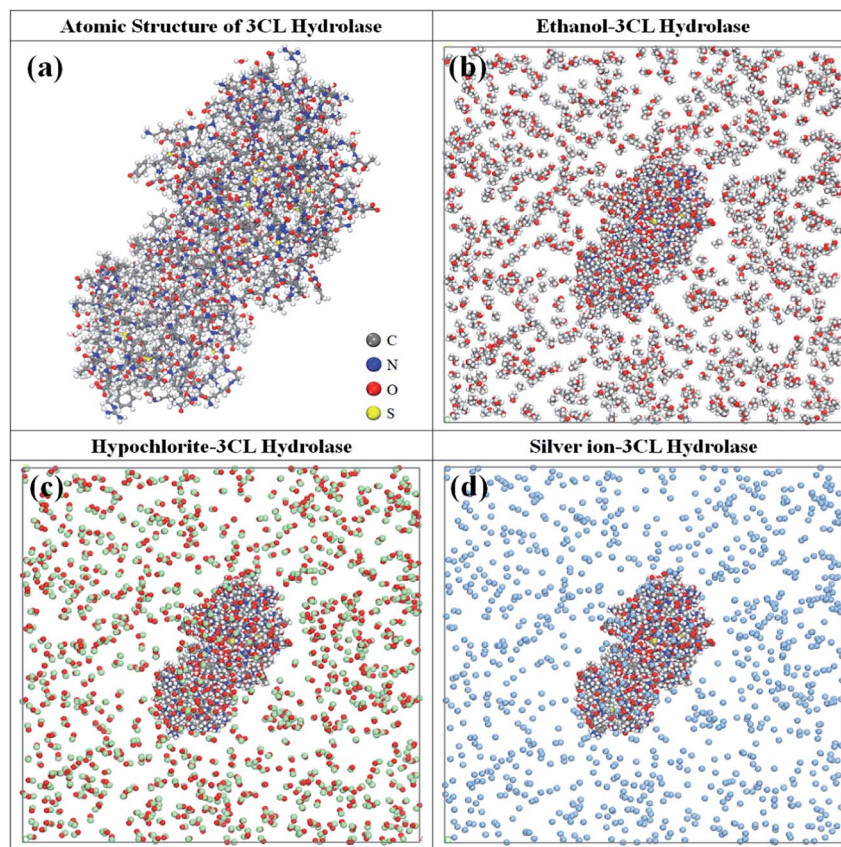 Atomic Structure of 3CL Hydrolase
Ethanol-3CL Hydrolase
(a)
(b)
C
N
O
S
Hypochlorite-3CL Hydrolase
Silver ion-3CL Hydrolase
(c)
(d)